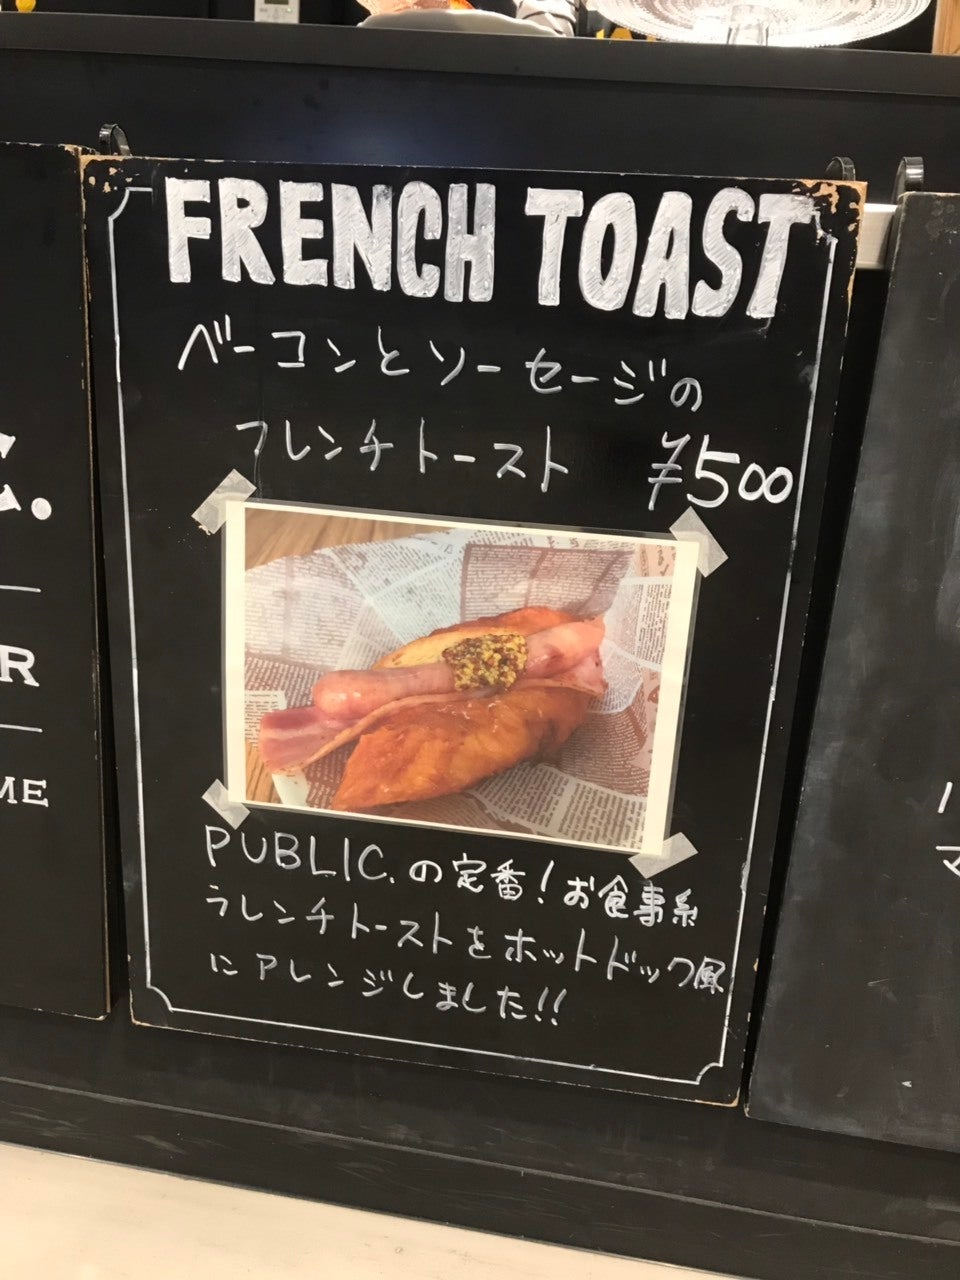 FRENCH TOAST
ベーコンとソーセージの
フレンチトースト ¥500
PUBLIC.の定番！お食事系
フレンチトーストをホットドック風
にアレンジしました!!
R
ME
マ